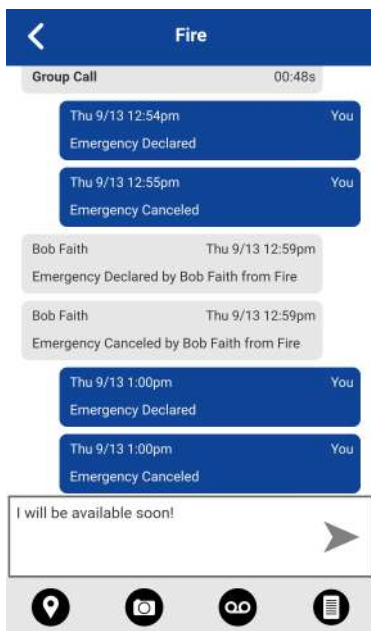 Fire
Group Call 00:48s
Thu 9/13 12:54pm You
Emergency Declared
Thu 9/13 12:55pm You
Emergency Canceled
Bob Faith Thu 9/13 12:59pm
Emergency Declared by Bob Faith from Fire
Bob Faith Thu 9/13 12:59pm
Emergency Canceled by Bob Faith from Fire
Thu 9/13 1:00pm You
Emergency Declared
Thu 9/13 1:00pm You
Emergency Canceled
I will be available soon!